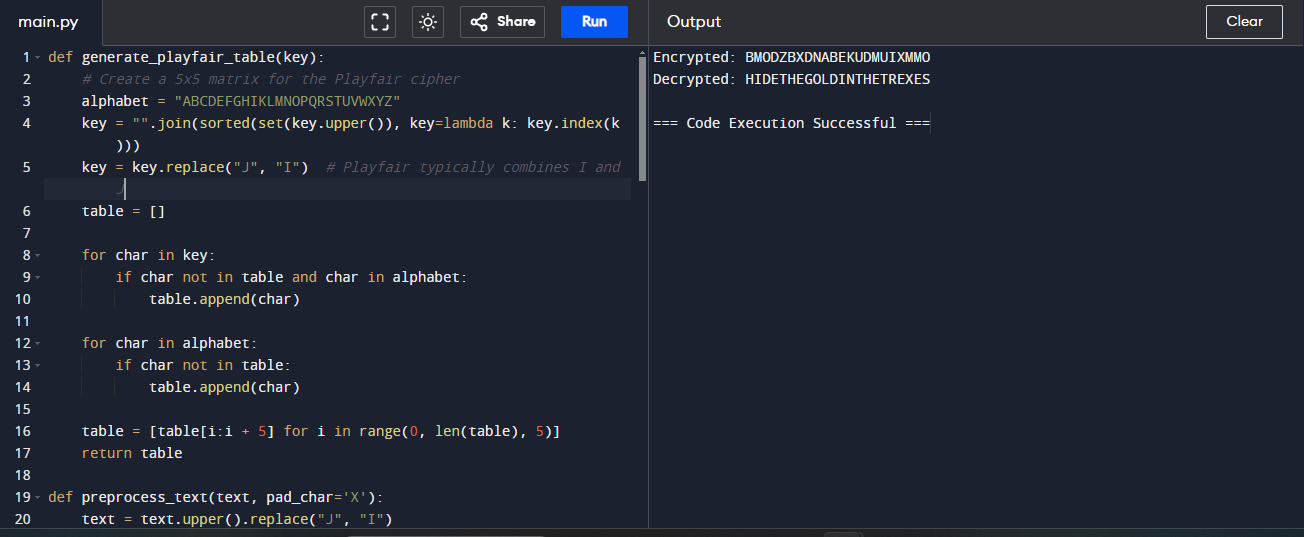 main.py
Share
Run
Output
Clear
1 def generate_playfair_table(key):
2 # Create a 5x5 matrix for the Playfair cipher
3 alphabet = "ABCDEFGHIKLMNOPQRSTUVWXYZ"
4 key = "".join(sorted(set(key.upper()), key=lambda k: key.index(k
)))
5 key = key.replace("J", "I")  # Playfair typically combines I and
J
6 table = []
7
8 for char in key:
9 if char not in table and char in alphabet:
10 table.append(char)
11
12 for char in alphabet:
13 if char not in table:
14 table.append(char)
15
16 table = [table[i:i + 5] for i in range(0, len(table), 5)]
17 return table
18
19 def preprocess_text(text, pad_char='X'):
20 text = text.upper().replace("J", "I")
Encrypted: BMODZBXDNABEKUDMUIXMMO
Decrypted: HIDETHEGOLDINTHETREXES
=== Code Execution Successful ===